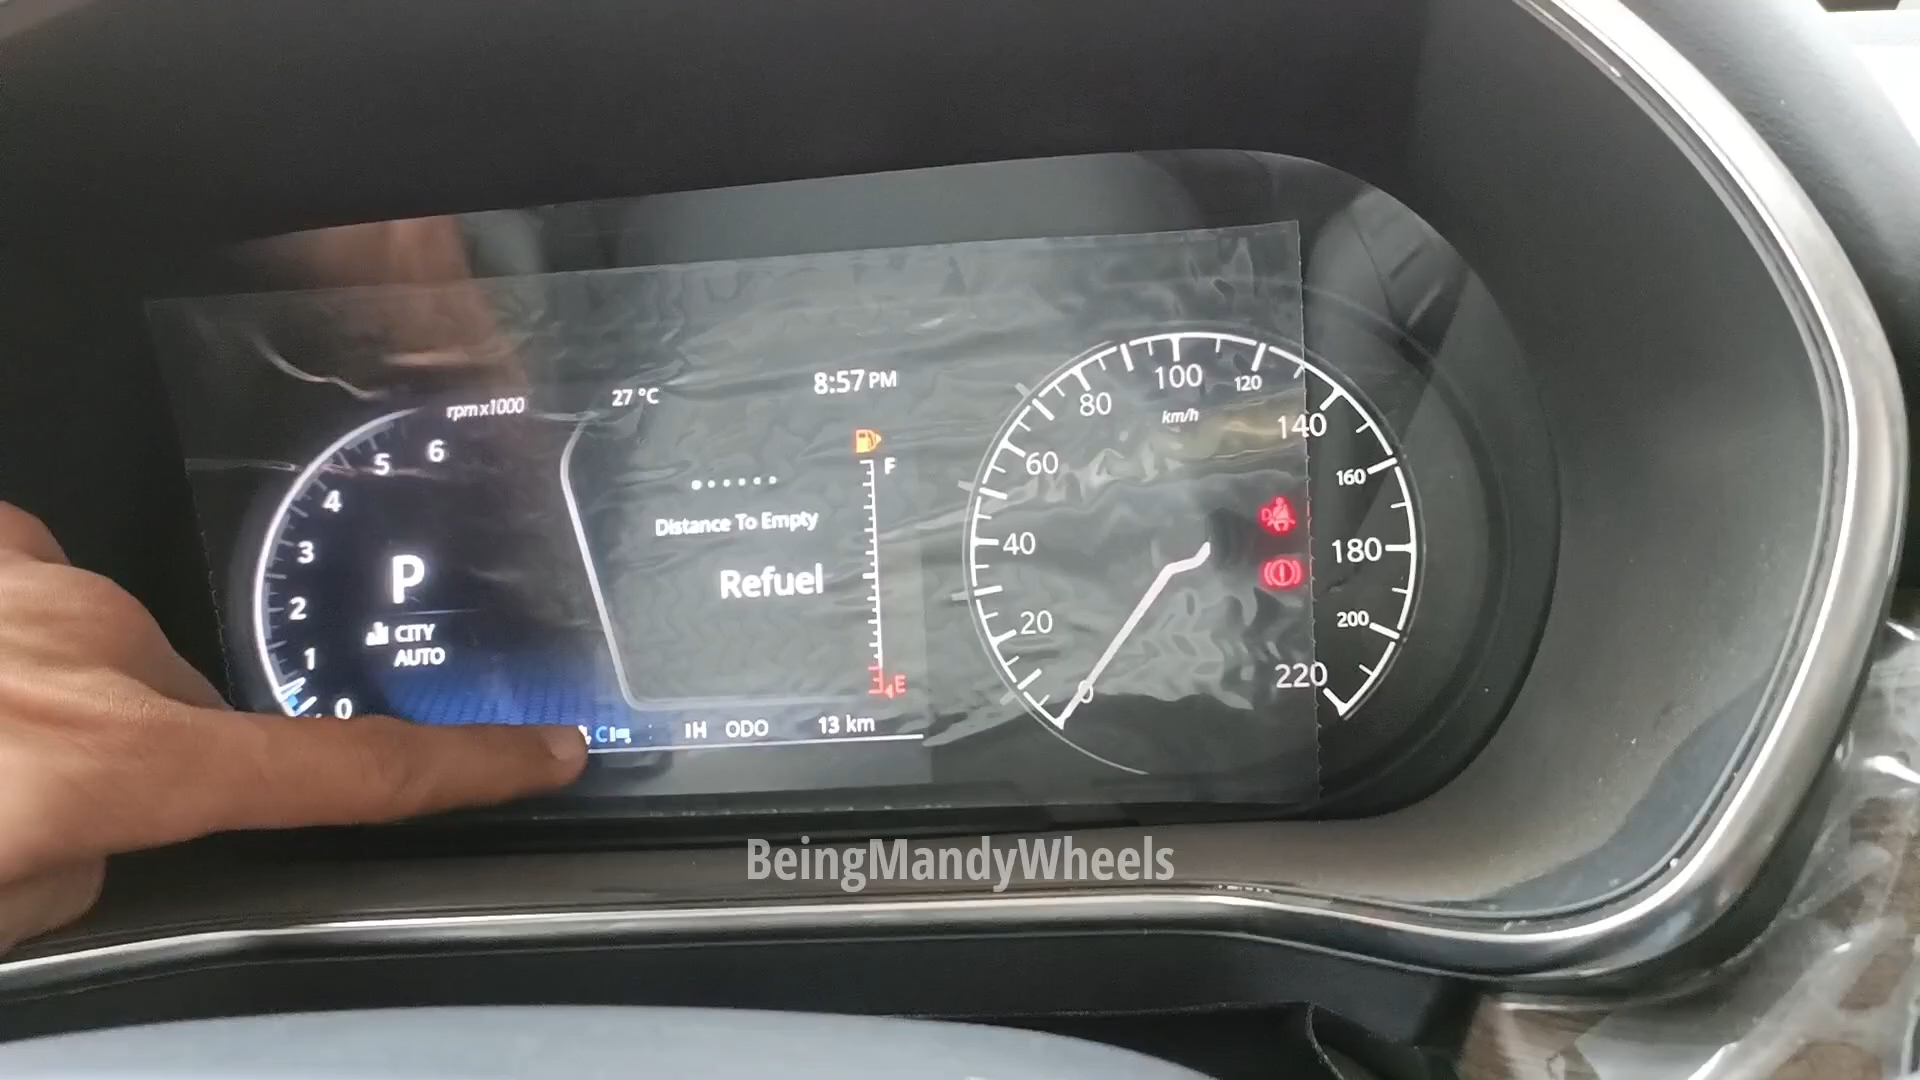 rpm x1000
6
5
4
3
2
1
0
P
CITY
AUTO
27 °C
8:57 PM
F
Distance To Empty
Refuel
E
C
ODO
13 km
0
20
40
60
80
100
120
140
160
180
200
220
km/h
BeingMandyWheels